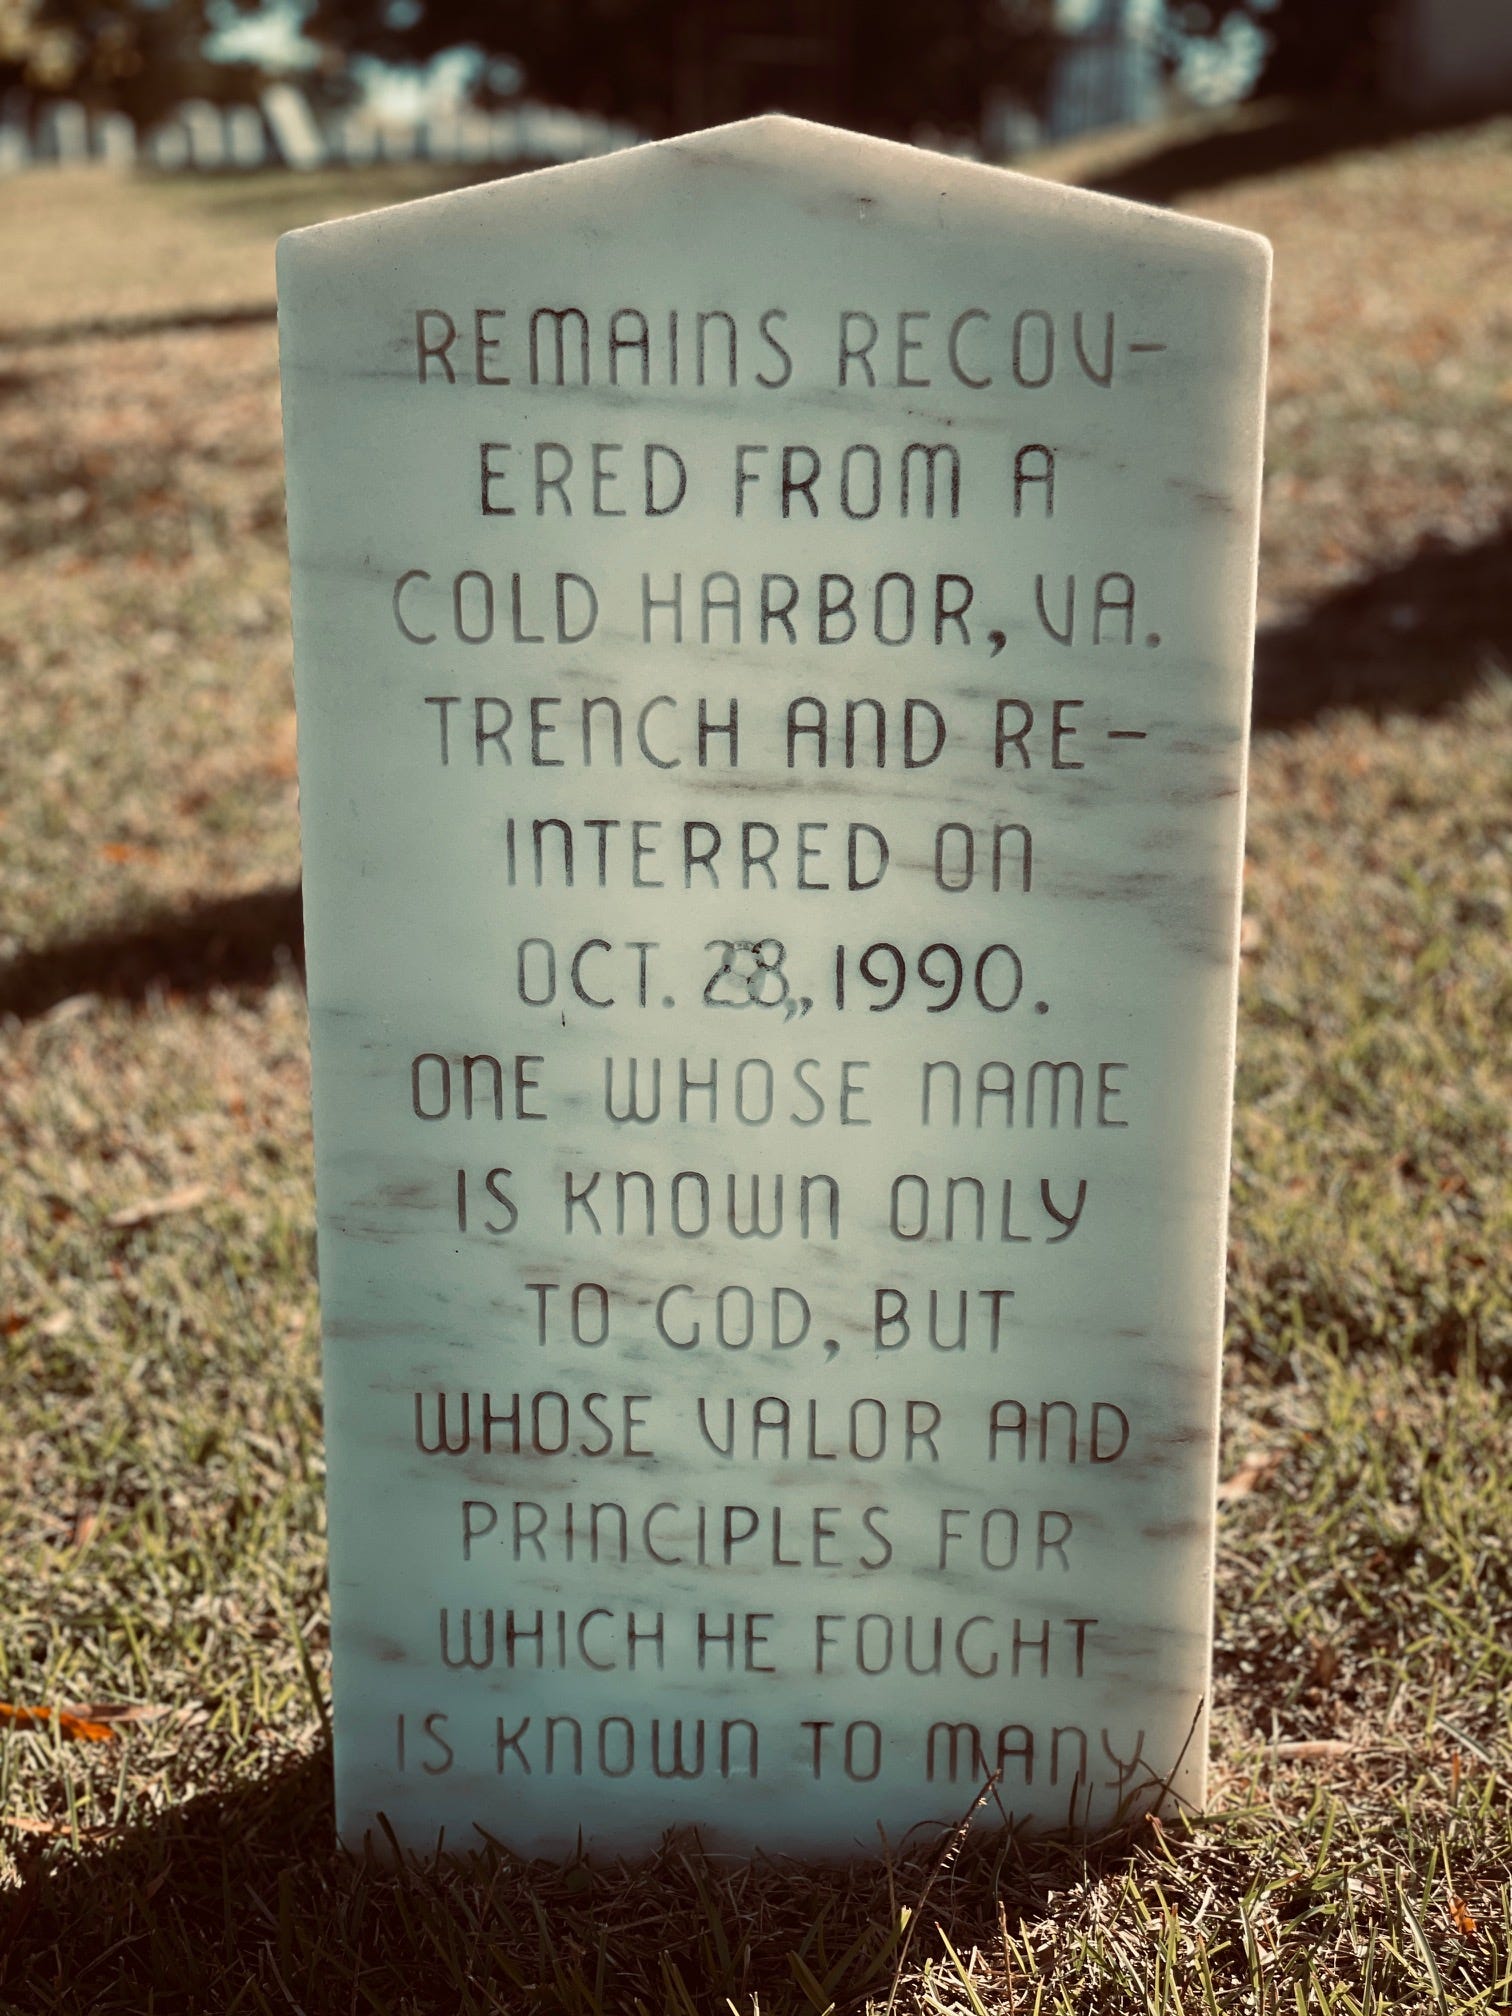 REMAINS RECOV-
ERED FROM A
COLD HARBOR, VA.
TRENCH AND RE-
INTERRED ON
OCT. 28, 1990.
ONE WHOSE NAME
IS KNOWN ONLY
TO GOD, BUT
WHOSE VALOR AND
PRINCIPLES FOR
WHICH HE FOUGHT
IS KNOWN TO MANY